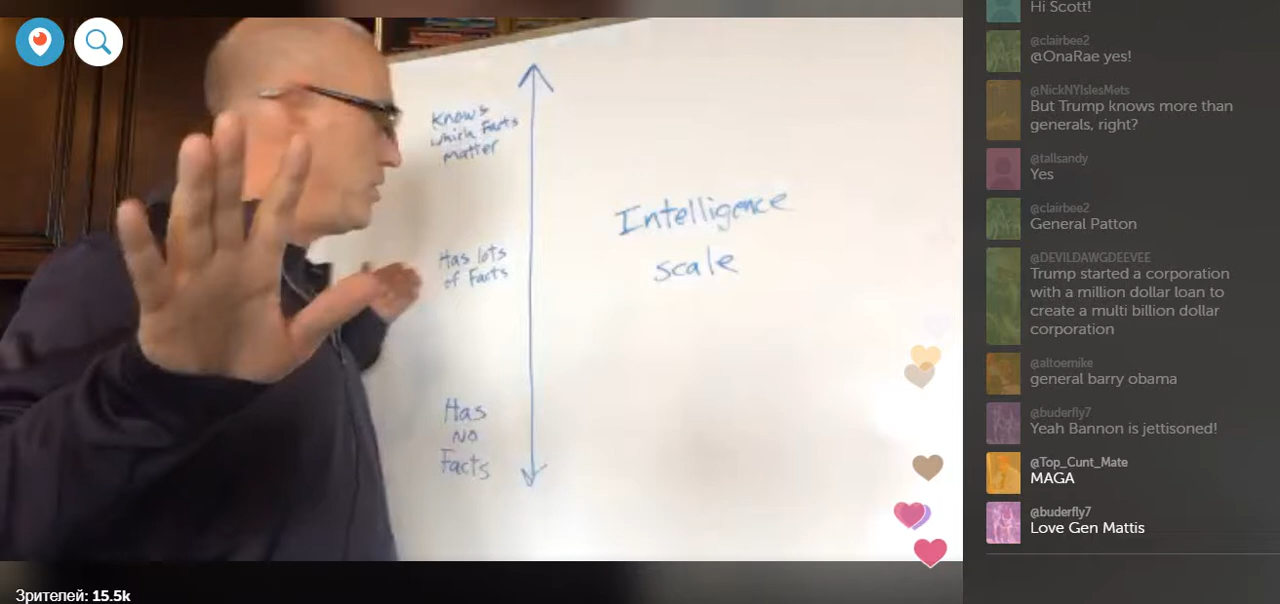 Knows
which Facts
matter
Has lots
of Facts
Has
No
Facts
Intelligence
scale
Hi Scott!
@clairbee2
@OnaRae yes!
@NickNYIslesMets
But Trump knows more than
generals, right?
@tallsandy
Yes
@clairbee2
General Patton
@DEVILDAWGDEEVEE
Trump started a corporation
with a million dollar loan to
create a multi billion dollar
corporation
@altoemike
general barry obama
@buderfly7
Yeah Bannon is jettisoned!
@Top_Cunt_Mate
MAGA
@buderfly7
Love Gen Mattis
Зрителей: 15.5k